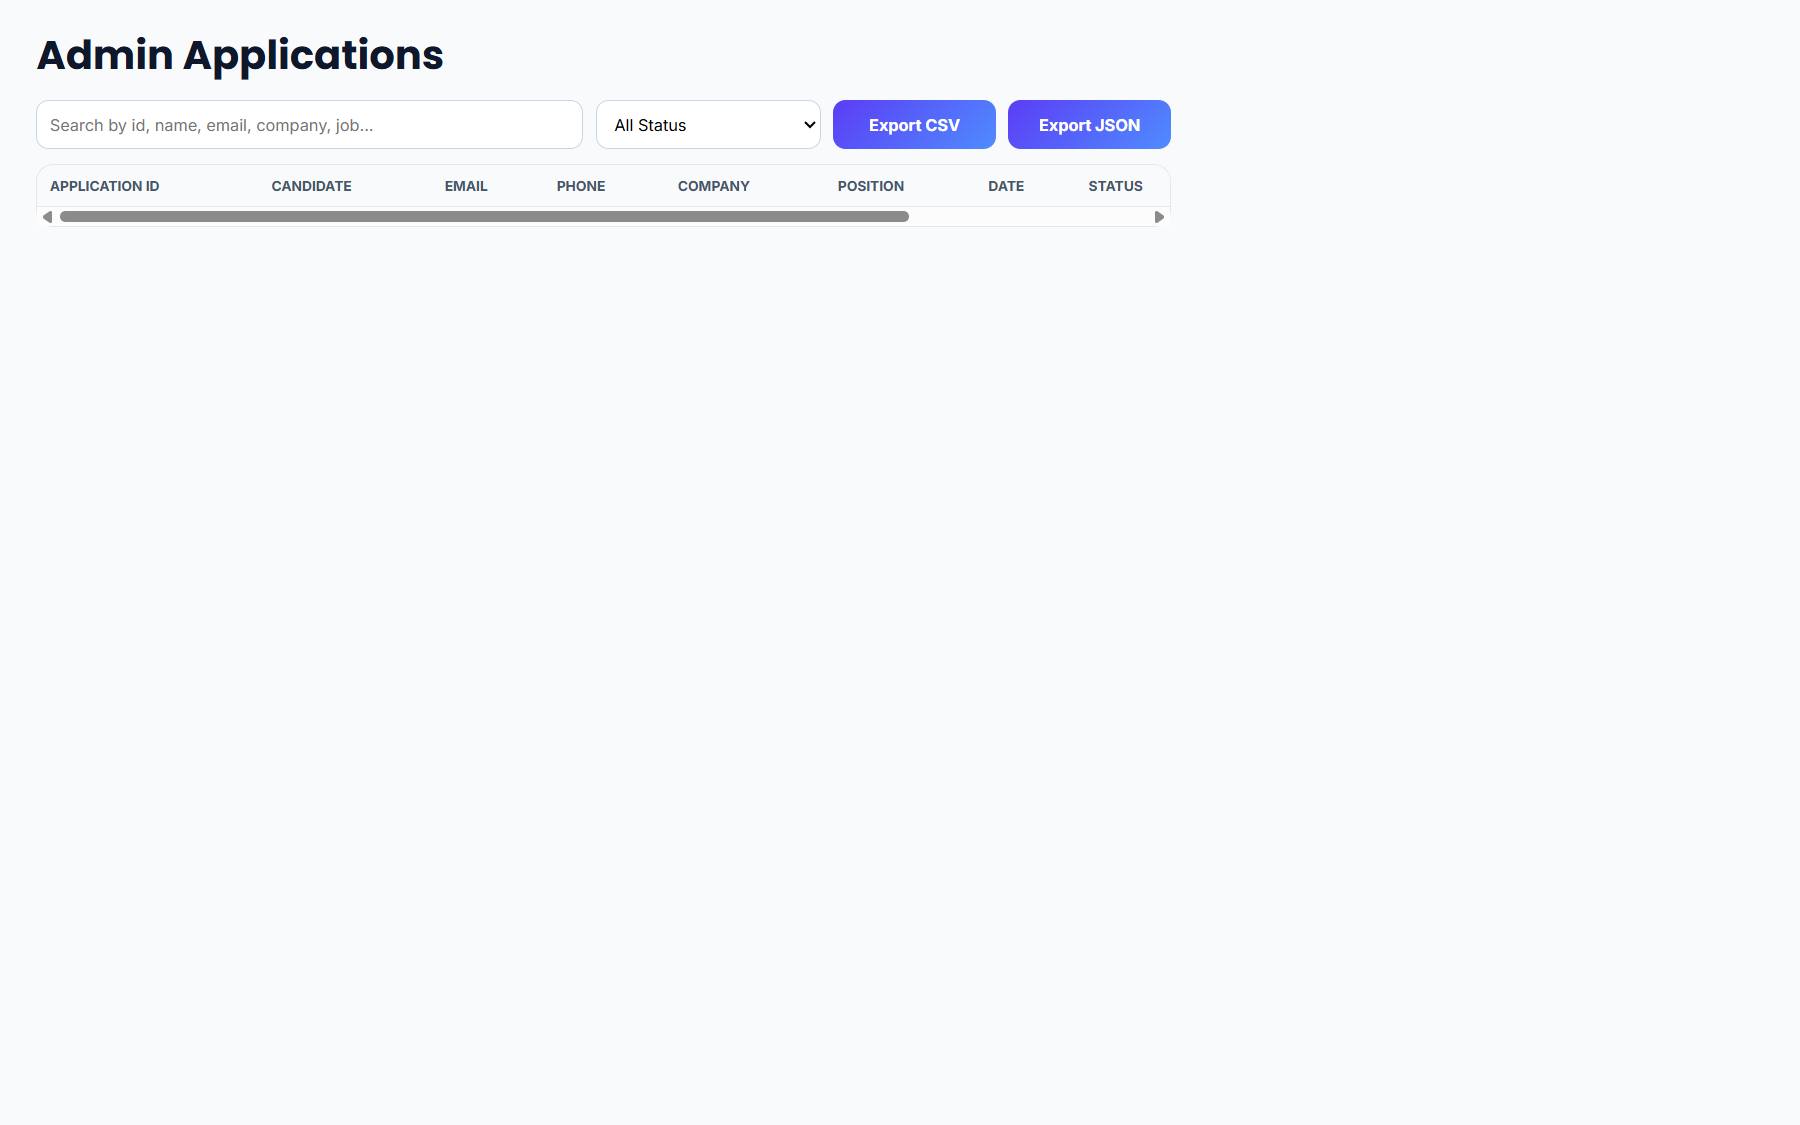 Admin Applications
Search by id, name, email, company, job...
All Status
Export CSV
Export JSON
APPLICATION ID CANDIDATE EMAIL PHONE COMPANY POSITION DATE STATUS